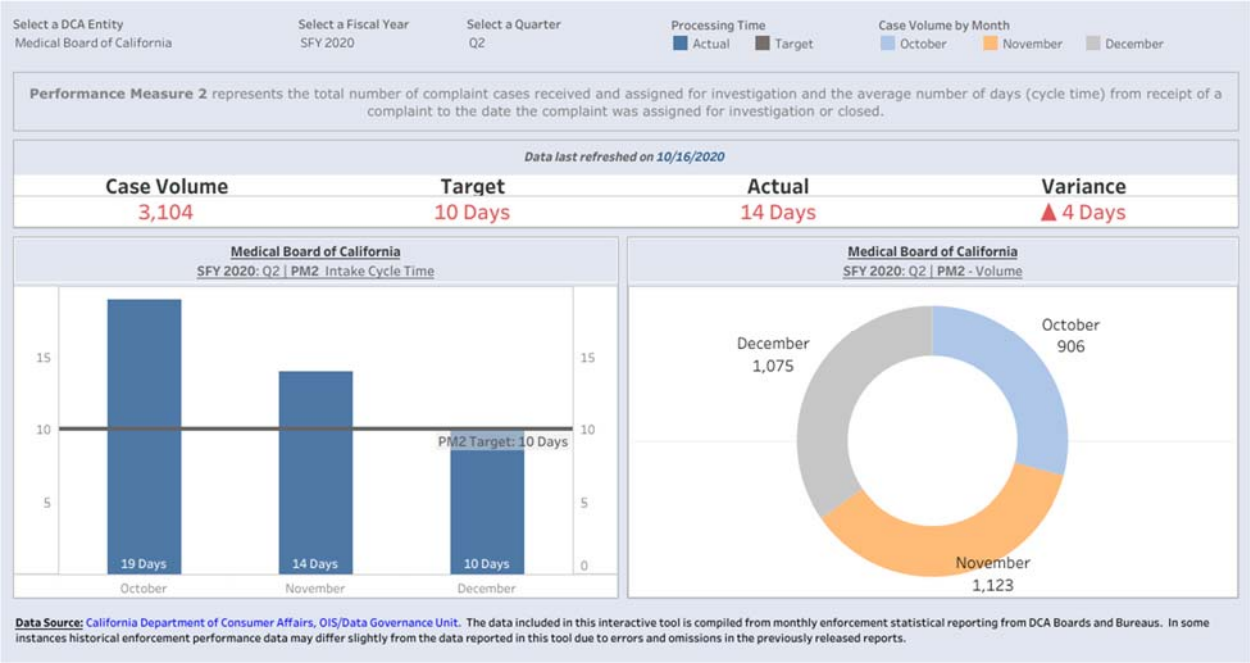 Select a DCA Entity
Medical Board of California
Select a Fiscal Year
SFY 2020
Select a Quarter
Q2
Processing Time
Actual
Target
Case Volume by Month
October
November
December
Performance Measure 2 represents the total number of complaint cases received and assigned for investigation and the average number of days (cycle time) from receipt of a
complaint to the date the complaint was assigned for investigation or closed.
Data last refreshed on 10/16/2020
Case Volume
Target
Actual
Variance
3,104
10 Days
14 Days
▲ 4 Days
Medical Board of California
SFY 2020: Q2 | PM2 Intake Cycle Time
15
10
5
15
10
5
0
PM2 Target: 10 Days
19 Days
14 Days
10 Days
October
November
December
Medical Board of California
SFY 2020: Q2 | PM2 - Volume
October
906
December
1,075
November
1,123
Data Source: California Department of Consumer Affairs, OIS/Data Governance Unit. The data included in this interactive tool is compiled from monthly enforcement statistical reporting from DCA Boards and Bureaus. In some
instances historical enforcement performance data may differ slightly from the data reported in this tool due to errors and omissions in the previously released reports.